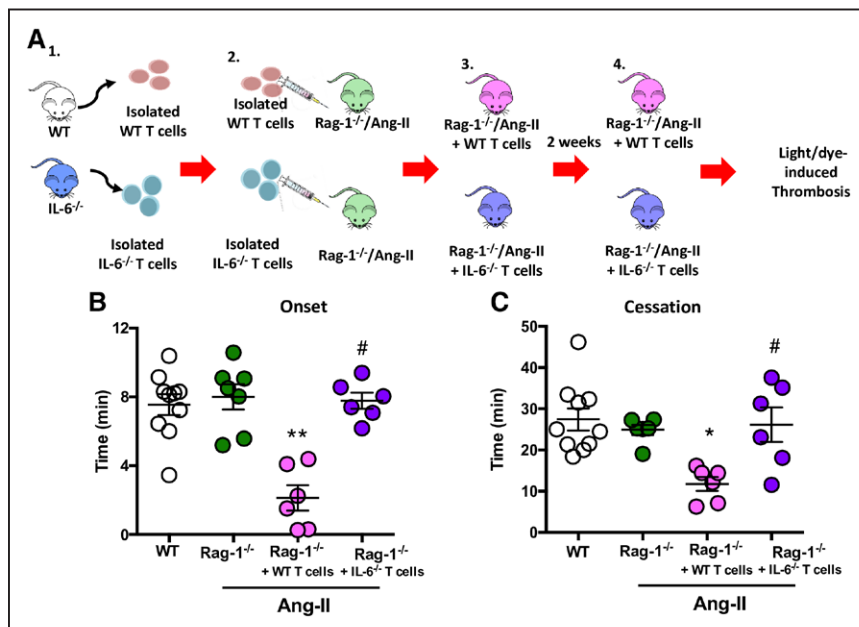 A
1.
WT
Isolated
WT T cells
IL-6-/-
Isolated
IL-6-/- T cells
2.
Isolated
WT T cells
Rag-1-/-/Ang-II
Isolated
IL-6-/- T cells
Rag-1-/-/Ang-II
3.
Rag-1-/-/Ang-II
+ WT T cells
Rag-1-/-/Ang-II
+ IL-6-/- T cells
2 weeks
4.
Rag-1-/-/Ang-II
+ WT T cells
Rag-1-/-/Ang-II
+ IL-6-/- T cells
Light/dye-
induced
Thrombosis
B
Onset
Time (min)
12
8
4
0
**
#
WT
Rag-1-/-
Rag-1-/-
+ WT T cells
Rag-1-/-
+ IL-6-/- T cells
Ang-II
C
Cessation
Time (min)
50
40
30
20
10
0
*
#
WT
Rag-1-/-
Rag-1-/-
+ WT T cells
Rag-1-/-
+ IL-6-/- T cells
Ang-II